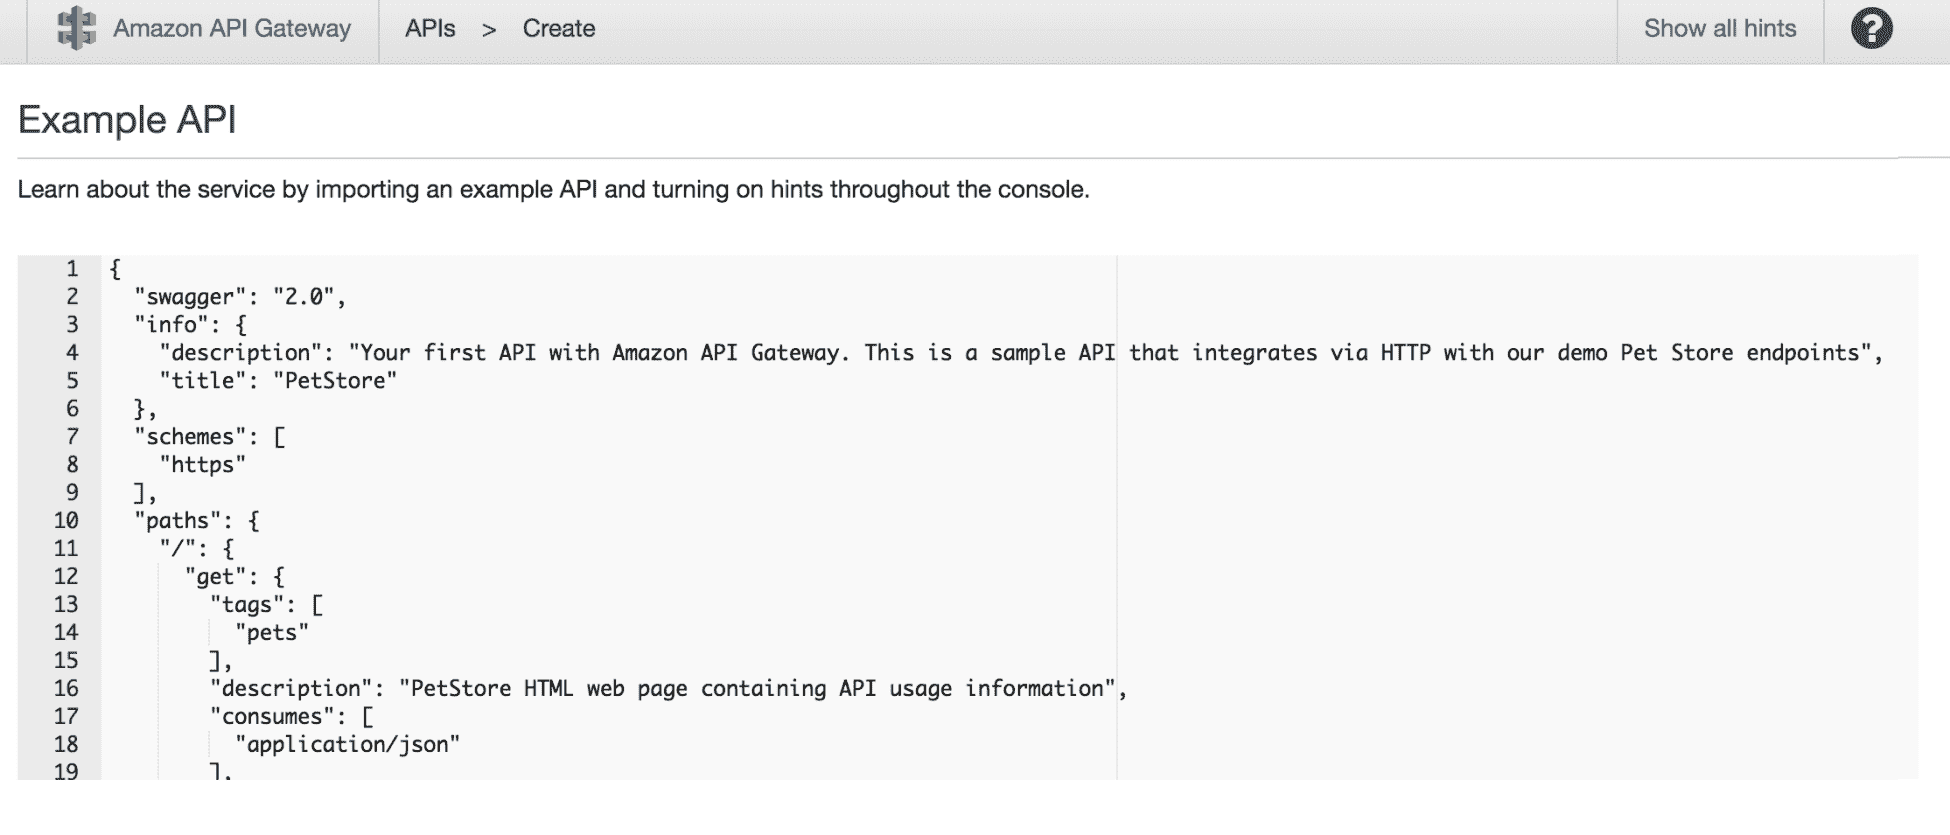 Amazon API Gateway APIs > Create Show all hints ?
Example API
Learn about the service by importing an example API and turning on hints throughout the console.
1 {
2   "swagger": "2.0",
3   "info": {
4     "description": "Your first API with Amazon API Gateway. This is a sample API that integrates via HTTP with our demo Pet Store endpoints",
5     "title": "PetStore"
6   },
7   "schemes": [
8     "https"
9   ],
10   "paths": {
11     "/": {
12       "get": {
13         "tags": [
14           "pets"
15         ],
16         "description": "PetStore HTML web page containing API usage information",
17         "consumes": [
18           "application/json"
19         ],